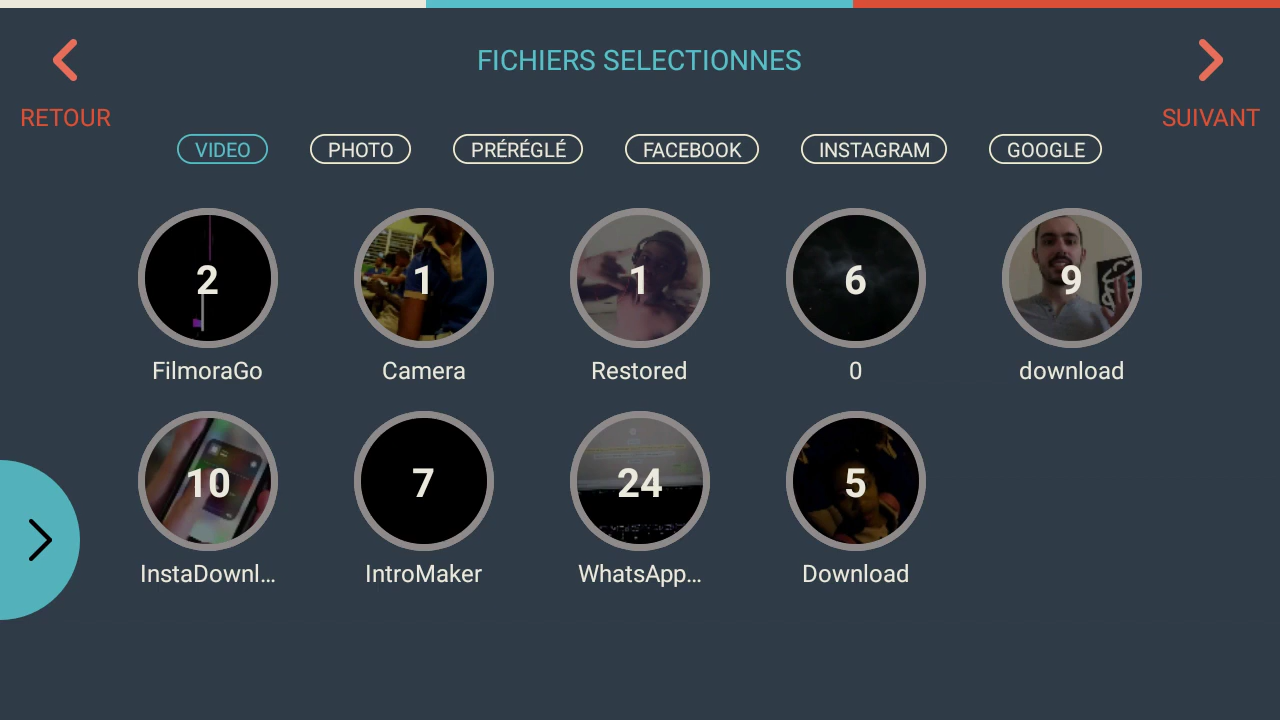 FICHIERS SELECTIONNES
RETOUR
SUIVANT
VIDEO PHOTO PRÉRÉGLÉ FACEBOOK INSTAGRAM GOOGLE
2 1 1 6 9
FilmoraGo Camera Restored 0 download
10 7 24 5
InstaDownl... IntroMaker WhatsApp... Download